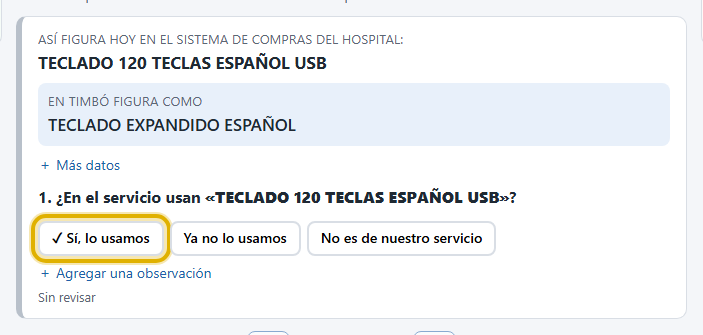 ASÍ FIGURA HOY EN EL SISTEMA DE COMPRAS DEL HOSPITAL:
TECLADO 120 TECLAS ESPAÑOL USB
EN TIMBÓ FIGURA COMO
TECLADO EXPANDIDO ESPAÑOL
+ Más datos
1. ¿En el servicio usan «TECLADO 120 TECLAS ESPAÑOL USB»?
✓ Sí, lo usamos Ya no lo usamos No es de nuestro servicio
+ Agregar una observación
Sin revisar